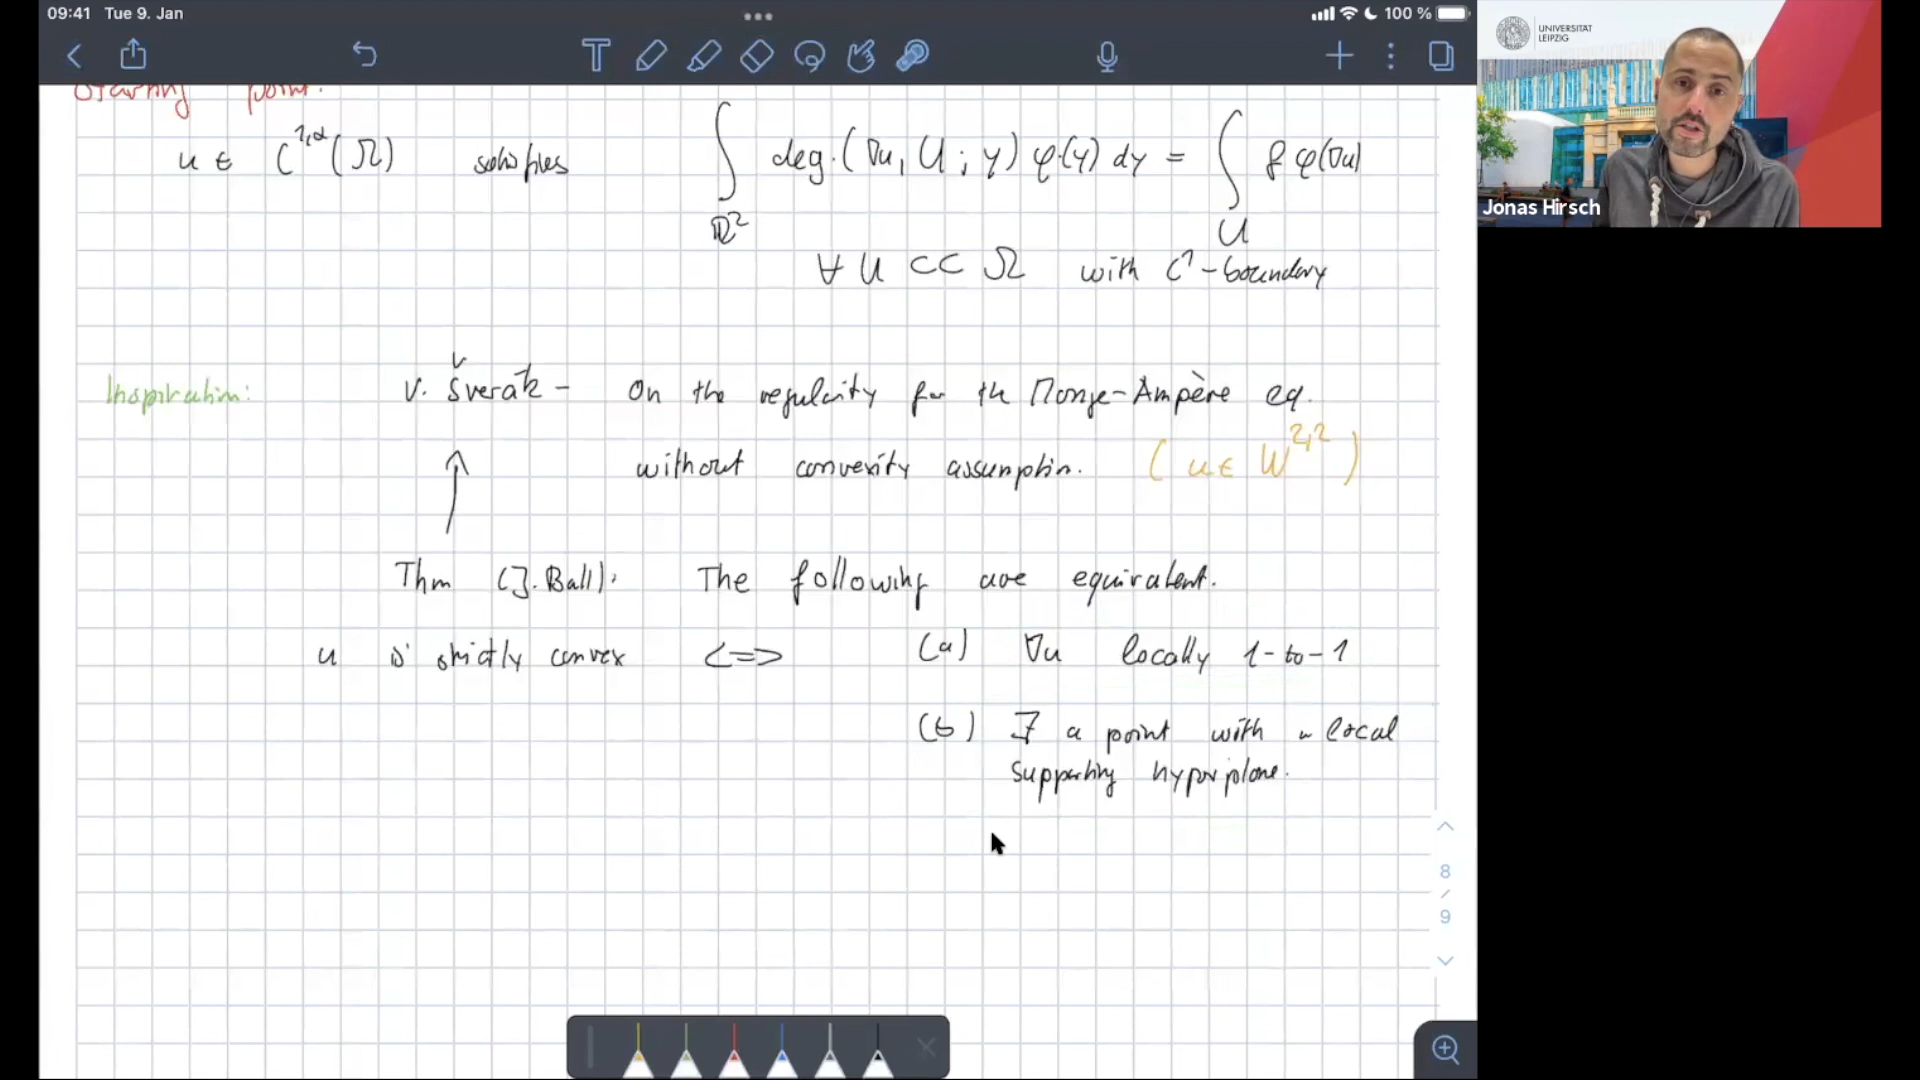 09:41 Tue 9. Jan
100 %
UNIVERSITÄT
LEIPZIG
Jonas Hirsch
Starting point:
u ∈ C^{1,α}(Ω) satisfies ∫_{ℝ²} deg.(∇u, U; y) φ(y) dy = ∫_U f φ(∇u)
∀ U ⊂⊂ Ω with C¹-boundary
Inspiration: V. Šverák – On the regularity for the Monge-Ampère eq.
without convexity assumption. (u ∈ W^{2,2})
↑
Thm (J. Ball): The following are equivalent.
u is strictly convex <=> (a) ∇u locally 1-to-1
(b) ∃ a point with a local
supporting hyperplane.
8
/
9